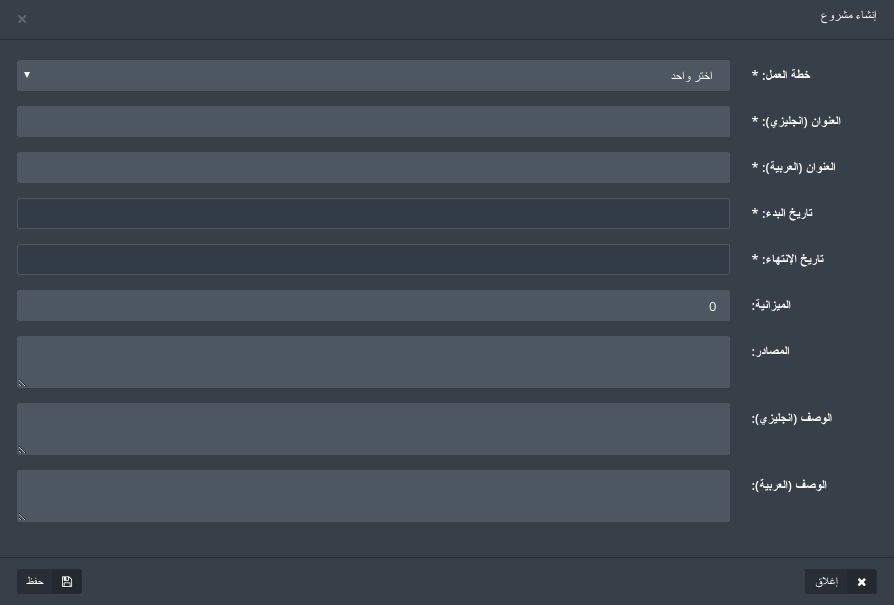 إنشاء مشروع
خطة العمل: *
اختر واحد
العنوان (انجليزي): *
العنوان (العربية): *
تاريخ البدء: *
تاريخ الإنتهاء: *
الميزانية:
0
المصادر:
الوصف (انجليزي):
الوصف (العربية):
إغلاق
حفظ